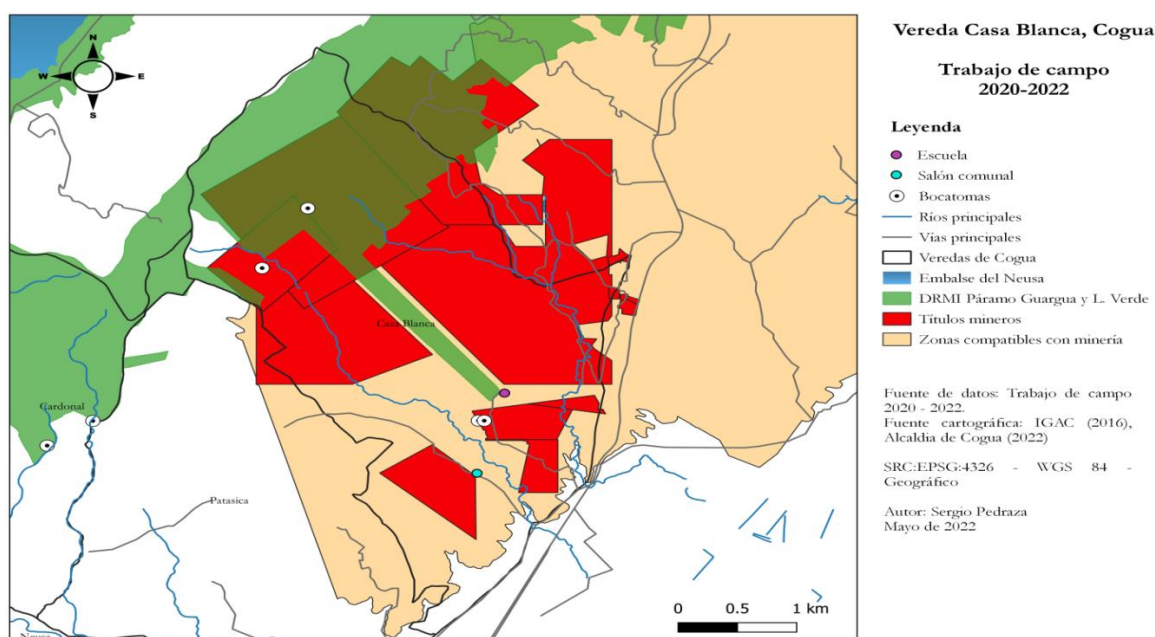 Vereda Casa Blanca, Cogua
Trabajo de campo
2020-2022
Leyenda
Escuela
Salón comunal
Bocatomas
Ríos principales
Vías principales
Veredas de Cogua
Embalse del Neusa
DRMI Páramo Guargua y L. Verde
Títulos mineros
Zonas compatibles con minería
Fuente de datos: Trabajo de campo
2020 - 2022.
Fuente cartográfica: IGAC (2016),
Alcaldia de Cogua (2022)
SRC:EPSG:4326 - WGS 84 -
Geográfico
Autor: Sergio Pedraza
Mayo de 2022
N
W E
S
Casa Blanca
Cardonal
Patasica
0 0.5 1 km